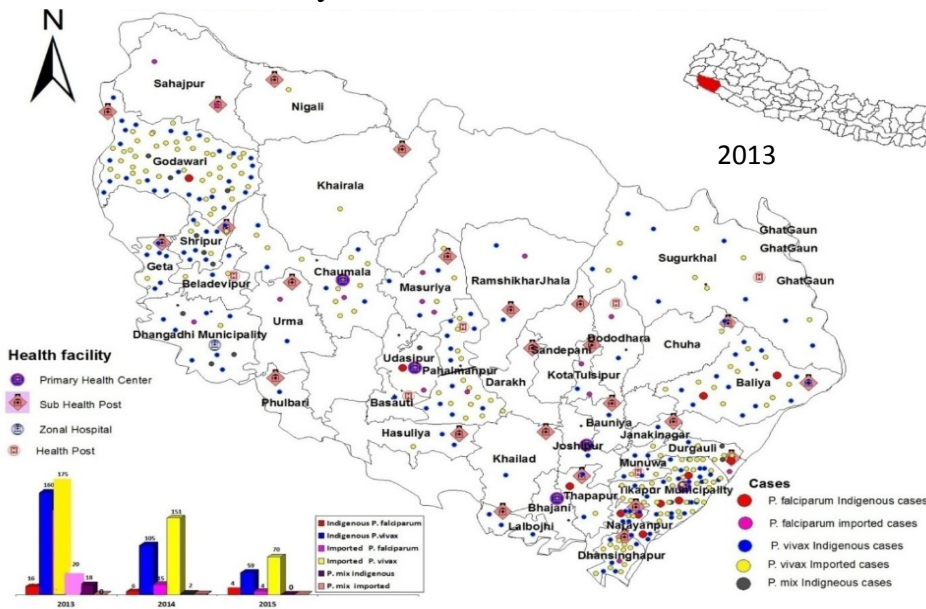 N
2013
Sahajpur
Nigali
Godawari
Khairala
GhatGaun
GhatGaun
GhatGaun
Sugurkhal
Shripur
Geta
Beladevipur
Chaumala
Masuriya
RamshikharJhala
Dhangadhi Municipality
Urma
Dododhara
Chuha
Sandepani
Udasipur
Pahalmanpur
Darakh
KotaTulsipur
Baliya
Phulbari
Basauti
Bauniya
Janakinagar
Hasuliya
Joshipur
Durgauli
Khailad
Munuwa
Tikapur Municipality
Thapapur
Bhajani
Narayanpur
Lalbojhi
Dhansinghapur
Health facility
Primary Health Center
Sub Health Post
Zonal Hospital
H Health Post
Cases
P. falciparum Indigenous cases
P. falciparum imported cases
P. vivax Indigenous cases
P. vivax Imported cases
P. mix Indigneous cases
16 160 175 20 18 0
6 105 15 151 2
4 58 4 70 0
2013 2014 2015
Indigenous P. falciparum
Indigenous P.vivax
Imported P. falciparum
Imported P. vivax
P. mix indigenous
P. mix imported